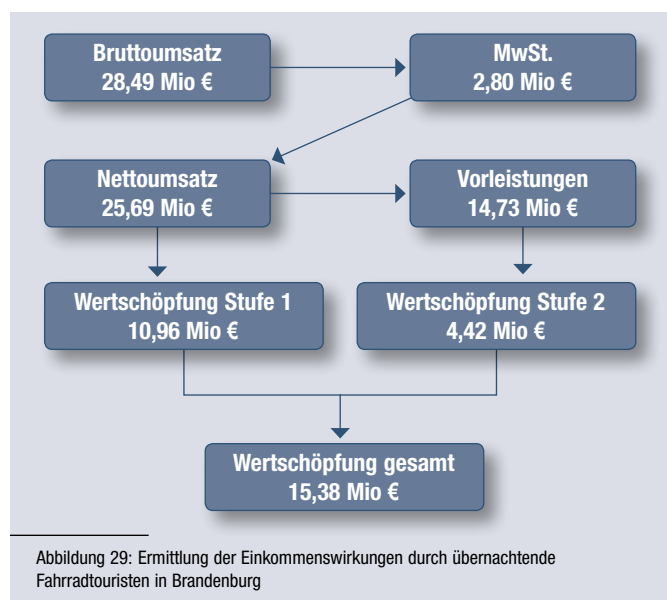 Bruttoumsatz
28,49 Mio €
MwSt.
2,80 Mio €
Nettoumsatz
25,69 Mio €
Vorleistungen
14,73 Mio €
Wertschöpfung Stufe 1
10,96 Mio €
Wertschöpfung Stufe 2
4,42 Mio €
Wertschöpfung gesamt
15,38 Mio €
Abbildung 29: Ermittlung der Einkommenswirkungen durch übernachtende
Fahrradtouristen in Brandenburg